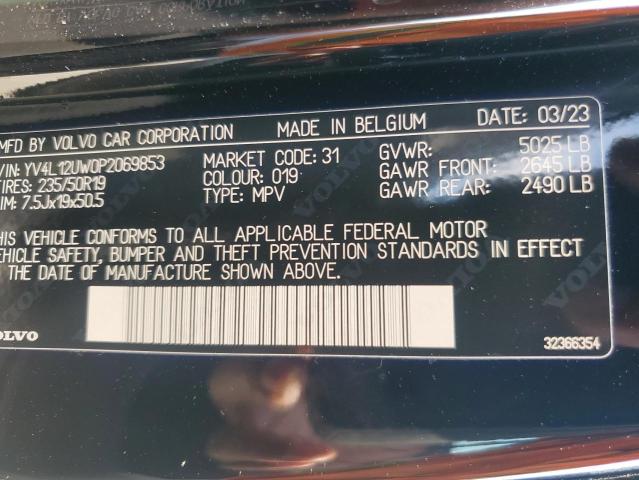 MFD BY VOLVO CAR CORPORATION MADE IN BELGIUM DATE: 03/23
VIN: YV4L12UW0P2069853 MARKET CODE: 31 GVWR: 5025 LB
TIRES: 235/50R19 COLOUR: 019 GAWR FRONT: 2645 LB
RIM: 7.5Jx19x50.5 TYPE: MPV GAWR REAR: 2490 LB
THIS VEHICLE CONFORMS TO ALL APPLICABLE FEDERAL MOTOR
VEHICLE SAFETY, BUMPER AND THEFT PREVENTION STANDARDS IN EFFECT
ON THE DATE OF MANUFACTURE SHOWN ABOVE.
VOLVO 32366354